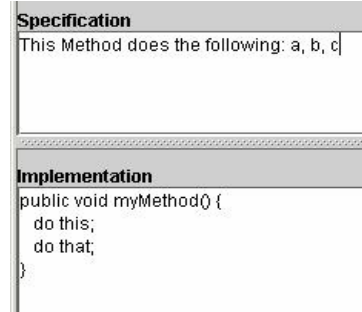 Specification
This Method does the following: a, b, c
Implementation
public void myMethod() {
do this;
do that;
}